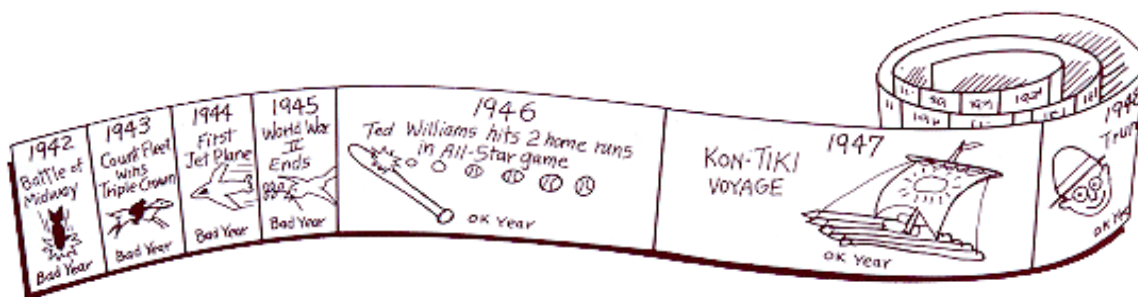 1942
Battle of
Midway
Bad Year
1943
Count Fleet
wins
Triple Crown
Bad Year
1944
First
Jet Plane
Bad Year
1945
World War
II
Ends
Bad Year
1946
Ted Williams hits 2 home runs
in All-Star game
OK Year
1947
KON-TIKI
VOYAGE
OK Year
OK